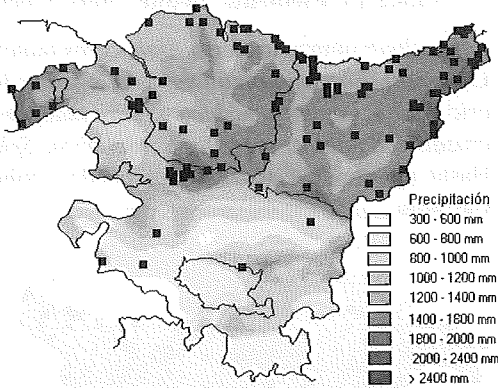 Precipitación
300 - 600 mm
600 - 800 mm
800 - 1000 mm
1000 - 1200 mm
1200 - 1400 mm
1400 - 1800 mm
1800 - 2000 mm
2000 - 2400 mm
> 2400 mm